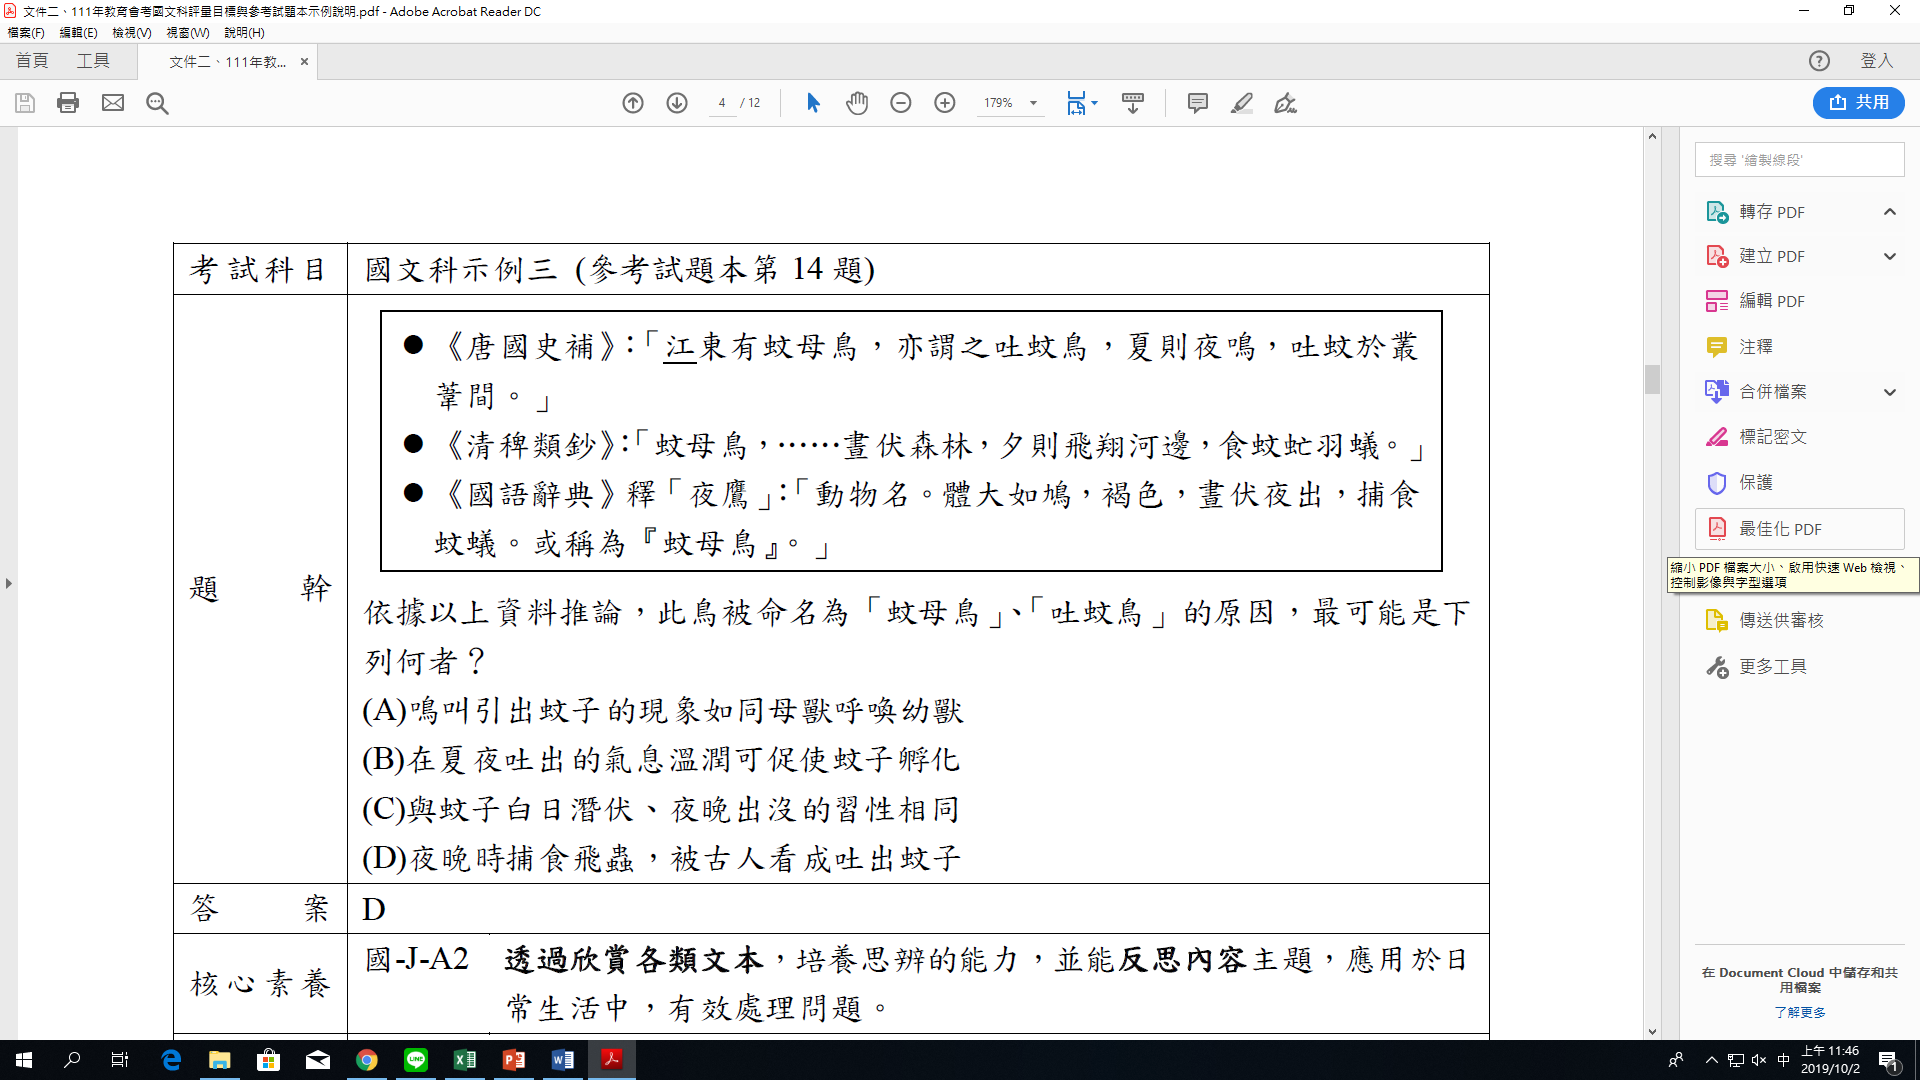 文件二、111年教育會考國文科評量目標與參考試題本示例說明.pdf - Adobe Acrobat Reader DC
檔案(F) 編輯(E) 檢視(V) 視窗(W) 說明(H)
首頁 工具 文件二、111年教... × 登入
4 / 12 179% 共用
搜尋 '繪製線段'
轉存 PDF
建立 PDF
編輯 PDF
注釋
合併檔案
標記密文
保護
最佳化 PDF
縮小 PDF 檔案大小、啟用快速 Web 檢視、
控制影像與字型選項
傳送供審核
更多工具
在 Document Cloud 中儲存和共
用檔案
了解更多
考試科目 國文科示例三 (參考試題本第 14 題)
題幹
● 《唐國史補》：「江東有蚊母鳥，亦謂之吐蚊鳥，夏則夜鳴，吐蚊於叢
葦間。」
● 《清稗類鈔》：「蚊母鳥，……晝伏森林，夕則飛翔河邊，食蚊虻羽蟻。」
● 《國語辭典》釋「夜鷹」：「動物名。體大如鳩，褐色，晝伏夜出，捕食
蚊蟻。或稱為『蚊母鳥』。」
依據以上資料推論，此鳥被命名為「蚊母鳥」、「吐蚊鳥」的原因，最可能是下
列何者？
(A)鳴叫引出蚊子的現象如同母獸呼喚幼獸
(B)在夏夜吐出的氣息溫潤可促使蚊子孵化
(C)與蚊子白日潛伏、夜晚出沒的習性相同
(D)夜晚時捕食飛蟲，被古人看成吐出蚊子
答案 D
核心素養 國-J-A2 透過欣賞各類文本，培養思辨的能力，並能反思內容主題，應用於日
常生活中，有效處理問題。
中 上午 11:46
2019/10/2
1